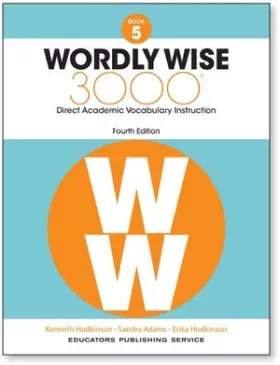 BOOK
5
WORDLY WISE
3000®
Direct Academic Vocabulary Instruction
Fourth Edition
W
W
Kenneth Hodkinson • Sandra Adams • Erika Hodkinson
EDUCATORS PUBLISHING SERVICE